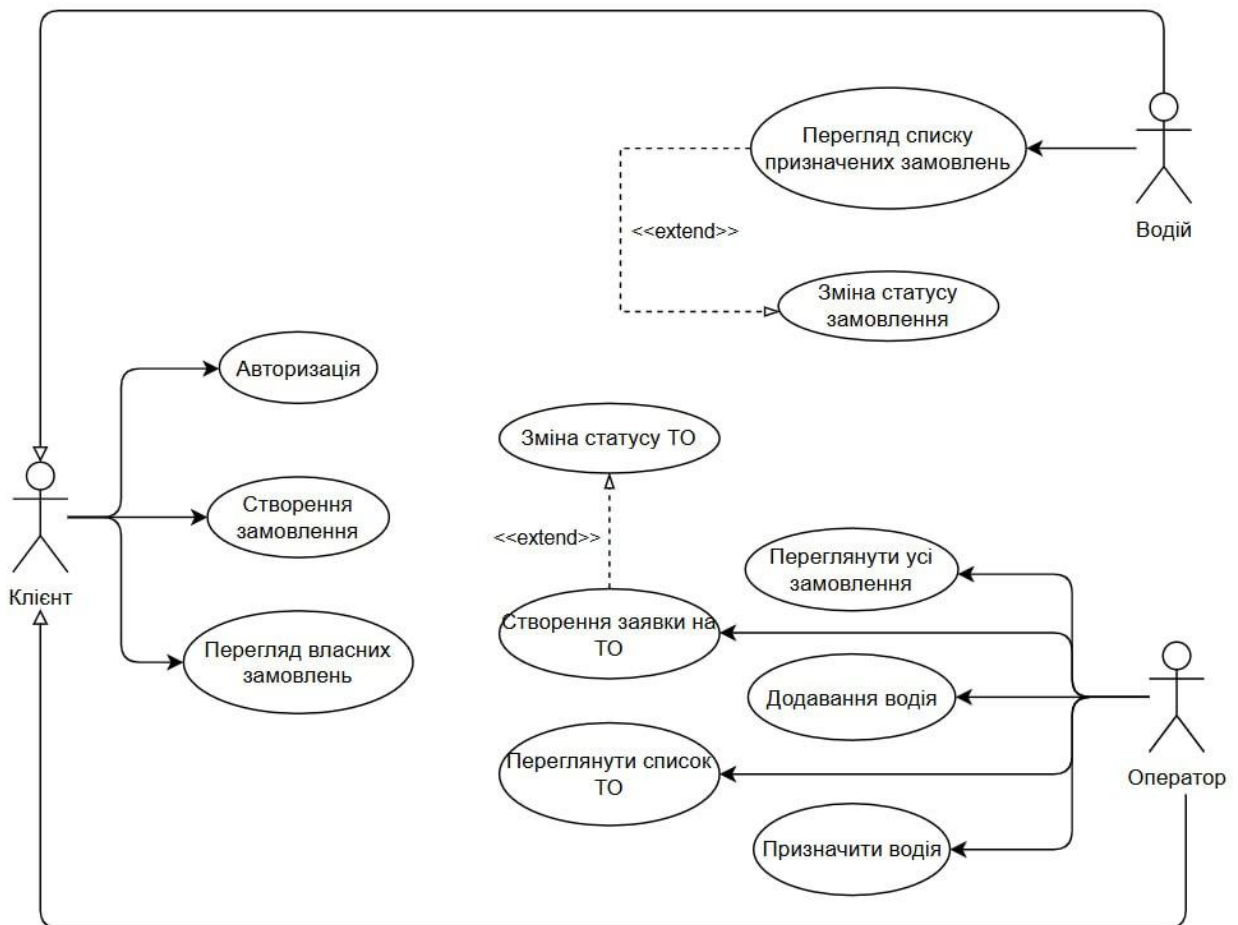 Перегляд списку
призначених замовлень
Водій
<<extend>>
Зміна статусу
замовлення
Авторизація
Зміна статусу ТО
Створення
замовлення
<<extend>>
Переглянути усі
замовлення
Клієнт
Створення заявки на
ТО
Перегляд власних
замовлень
Додавання водія
Переглянути список
ТО
Оператор
Призначити водія